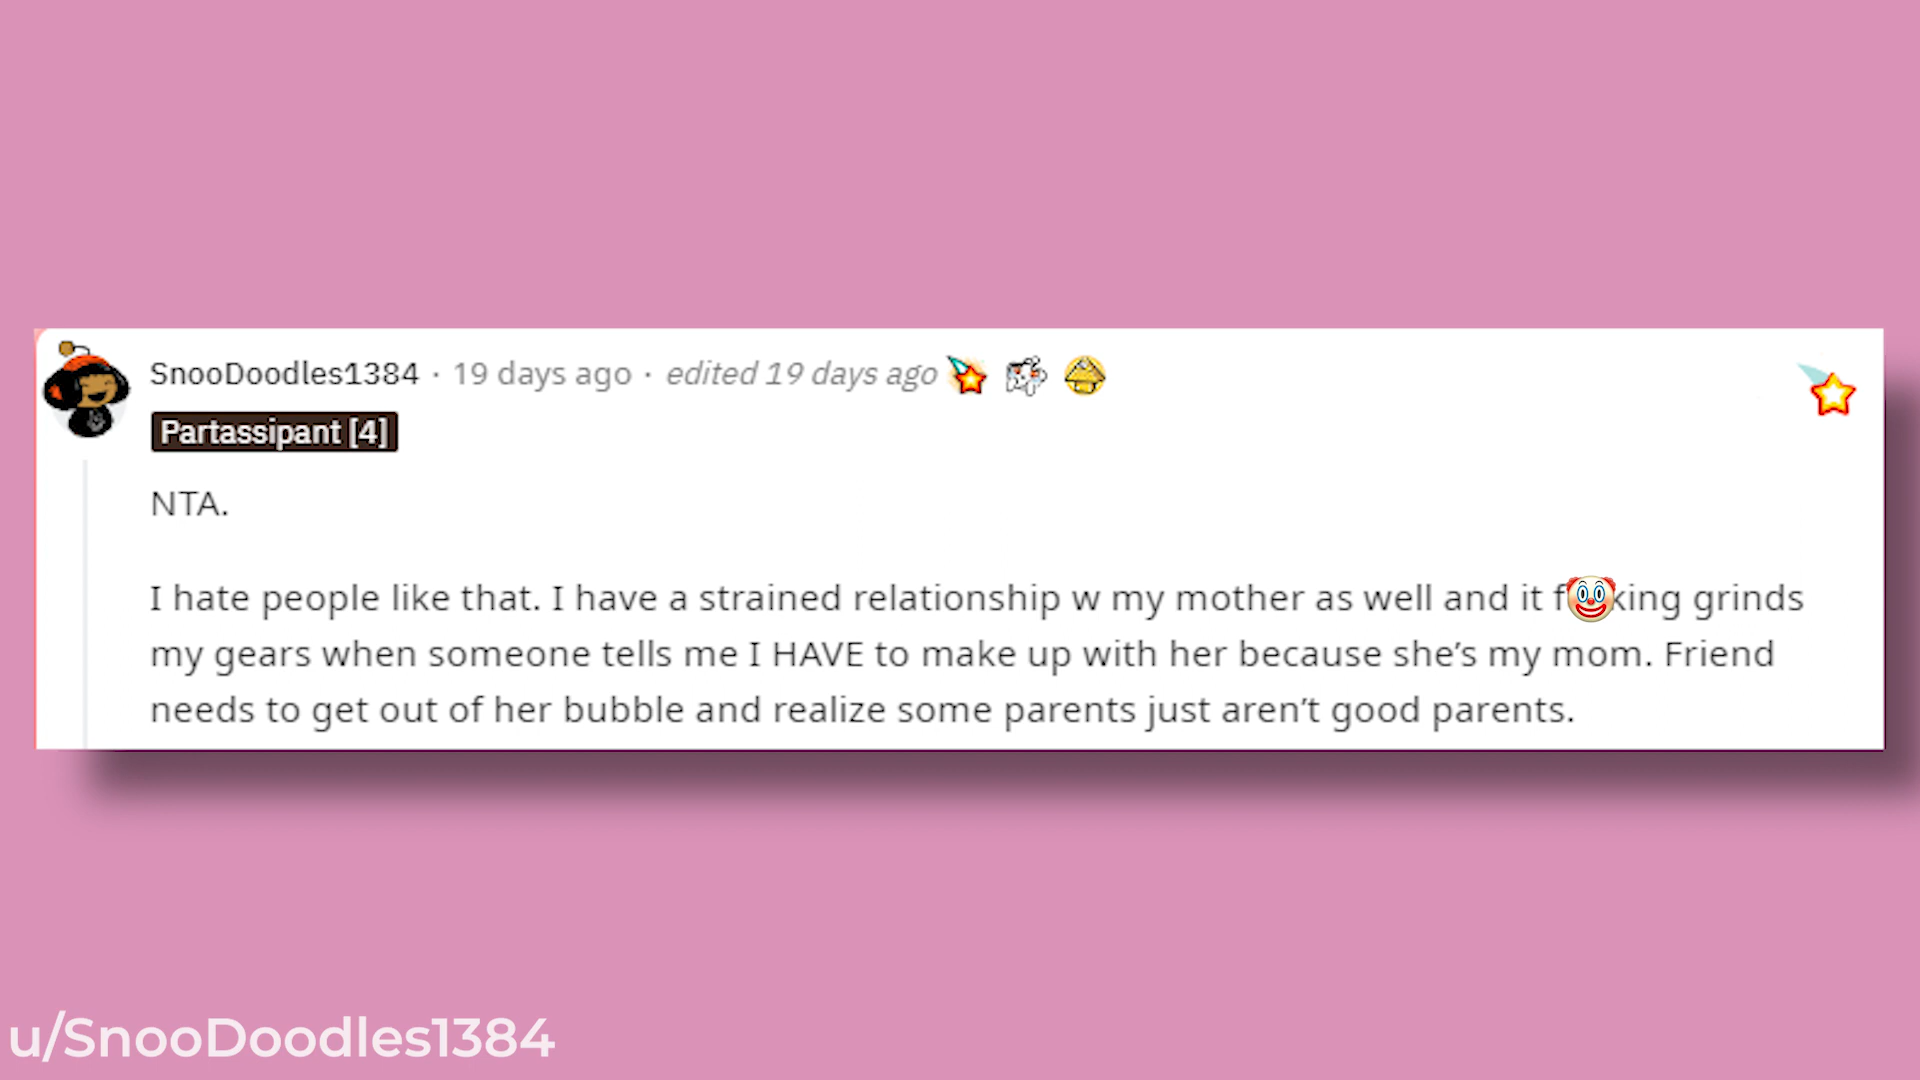 SnooDoodles1384 · 19 days ago · edited 19 days ago
Partassipant [4]
NTA.
I hate people like that. I have a strained relationship w my mother as well and it f🤡king grinds
my gears when someone tells me I HAVE to make up with her because she’s my mom. Friend
needs to get out of her bubble and realize some parents just aren’t good parents.
u/SnooDoodles1384